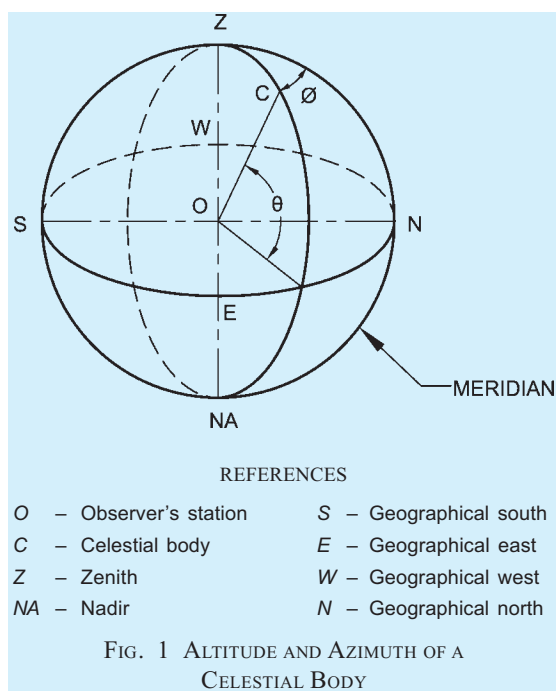 Z
C
Ø
W
O
θ
S
N
E
MERIDIAN
NA
REFERENCES
O – Observer's station S – Geographical south
C – Celestial body E – Geographical east
Z – Zenith W – Geographical west
NA – Nadir N – Geographical north
FIG. 1 ALTITUDE AND AZIMUTH OF A
CELESTIAL BODY